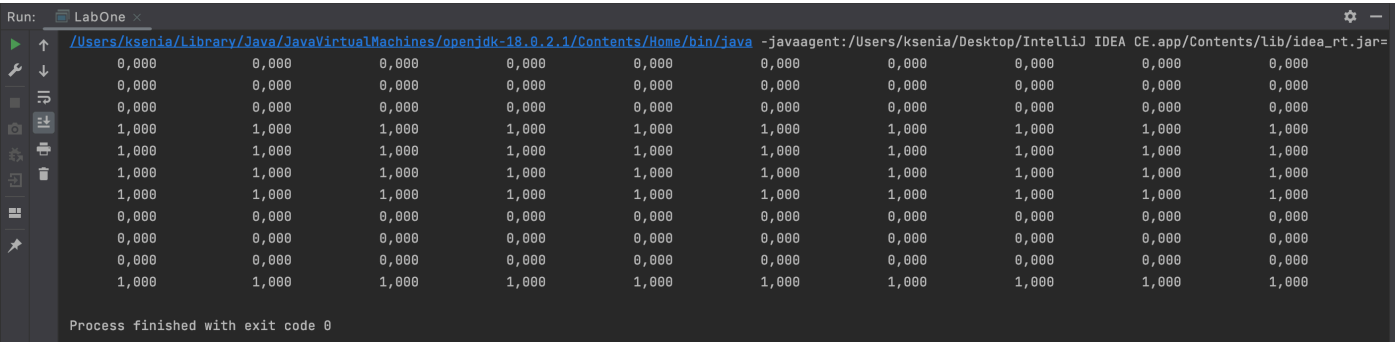 Run: LabOne ×
/Users/ksenia/Library/Java/JavaVirtualMachines/openjdk-18.0.2.1/Contents/Home/bin/java -javaagent:/Users/ksenia/Desktop/IntelliJ IDEA CE.app/Contents/lib/idea_rt.jar=
0,000 0,000 0,000 0,000 0,000 0,000 0,000 0,000 0,000 0,000
0,000 0,000 0,000 0,000 0,000 0,000 0,000 0,000 0,000 0,000
0,000 0,000 0,000 0,000 0,000 0,000 0,000 0,000 0,000 0,000
1,000 1,000 1,000 1,000 1,000 1,000 1,000 1,000 1,000 1,000
1,000 1,000 1,000 1,000 1,000 1,000 1,000 1,000 1,000 1,000
1,000 1,000 1,000 1,000 1,000 1,000 1,000 1,000 1,000 1,000
1,000 1,000 1,000 1,000 1,000 1,000 1,000 1,000 1,000 1,000
0,000 0,000 0,000 0,000 0,000 0,000 0,000 0,000 0,000 0,000
0,000 0,000 0,000 0,000 0,000 0,000 0,000 0,000 0,000 0,000
0,000 0,000 0,000 0,000 0,000 0,000 0,000 0,000 0,000 0,000
1,000 1,000 1,000 1,000 1,000 1,000 1,000 1,000 1,000 1,000
Process finished with exit code 0